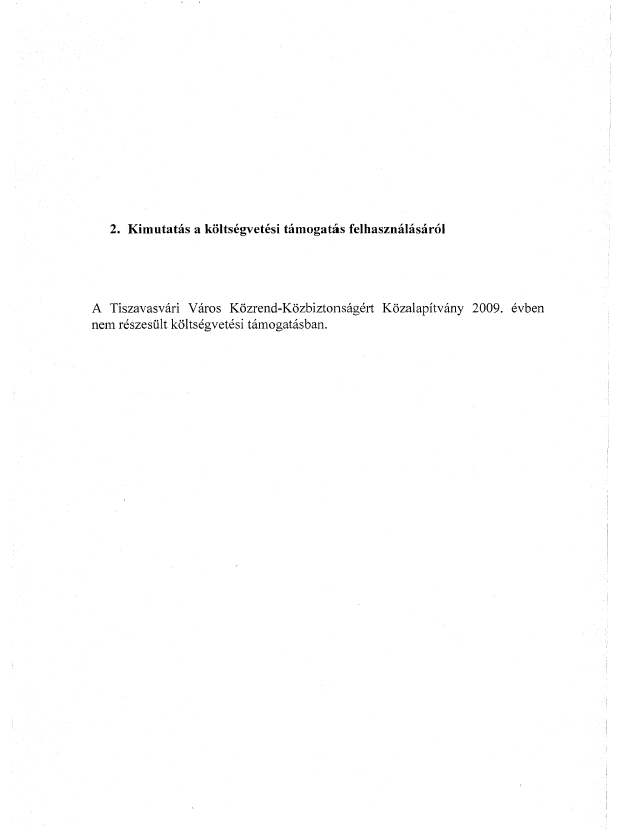 2. Kimutatás a költségvetési támogatás felhasználásáról
A Tiszavasvári Város Közrend-Közbiztonságért Közalapítvány 2009. évben
nem részesült költségvetési támogatásban.